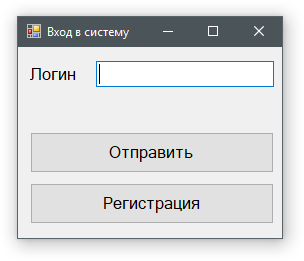 Вход в систему
Логин
Отправить
Регистрация